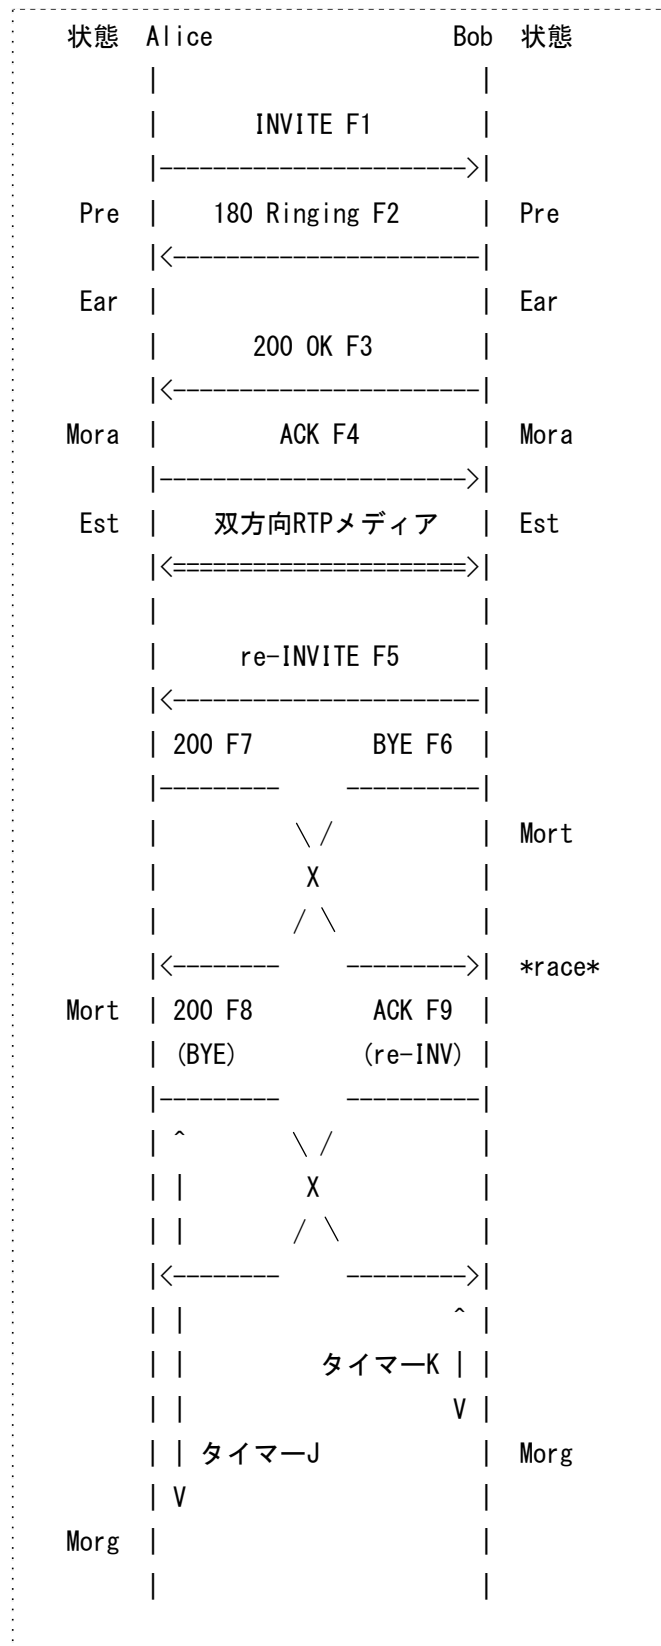 状態 Alice Bob 状態
INVITE F1
Pre 180 Ringing F2 Pre
Ear Ear
200 OK F3
Mora ACK F4 Mora
Est 双方向RTPメディア Est
re-INVITE F5
200 F7 BYE F6
Mort
X
*race*
Mort 200 F8 ACK F9
(BYE) (re-INV)
X
タイマーK
V
タイマーJ Morg
V
Morg